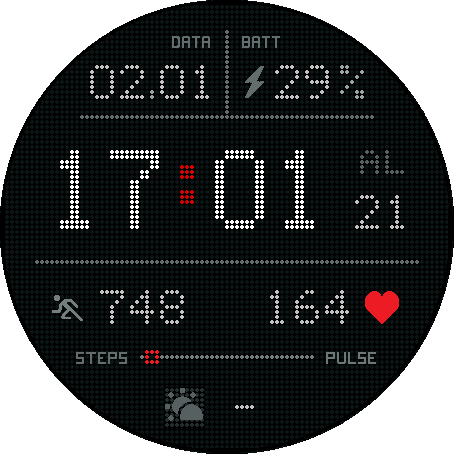 DATA BATT
02.01 29%
17:01
AL
21
748 164
STEPS PULSE
--